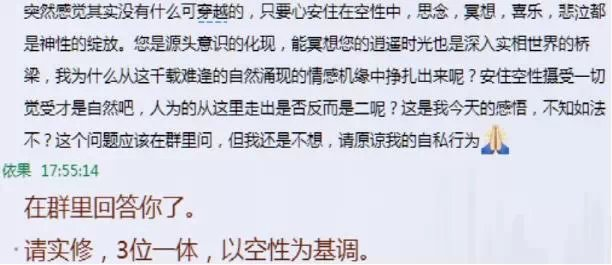 突然感觉其实没有什么可穿越的，只要心安住在空性中，思念，冥想，喜乐，悲泣都
是神性的绽放。您是源头意识的化现，能冥想您的逍遥时光也是深入实相世界的桥
梁，我为什么从这千载难逢的自然涌现的情感机缘中挣扎出来呢？安住空性摄受一切
觉受才是自然吧，人为的从这里走出是否反而是二呢？这是我今天的感悟，不知如法
不？这个问题应该在群里问，但我还是不想，请原谅我的自私行为🙏
依果 17:55:14
在群里回答你了。
请实修，3位一体，以空性为基调。